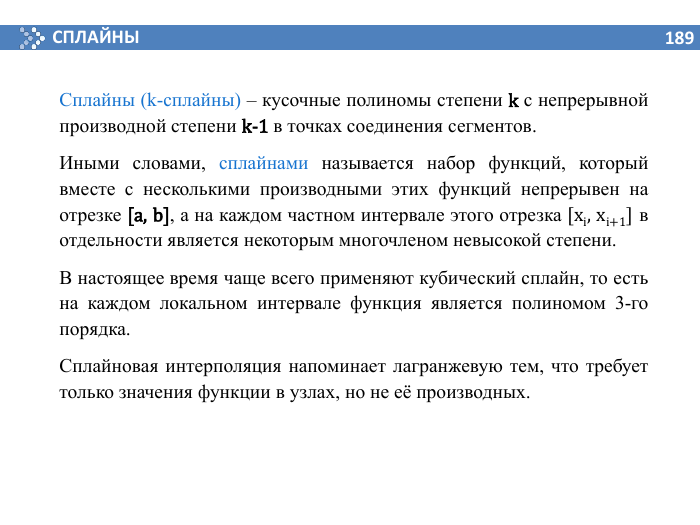 СПЛАЙНЫ 189
Сплайны (k-сплайны) – кусочные полиномы степени k с непрерывной
производной степени k-1 в точках соединения сегментов.
Иными словами, сплайнами называется набор функций, который
вместе с несколькими производными этих функций непрерывен на
отрезке [a, b], а на каждом частном интервале этого отрезка [xᵢ, xᵢ₊₁] в
отдельности является некоторым многочленом невысокой степени.
В настоящее время чаще всего применяют кубический сплайн, то есть
на каждом локальном интервале функция является полиномом 3-го
порядка.
Сплайновая интерполяция напоминает лагранжевую тем, что требует
только значения функции в узлах, но не её производных.